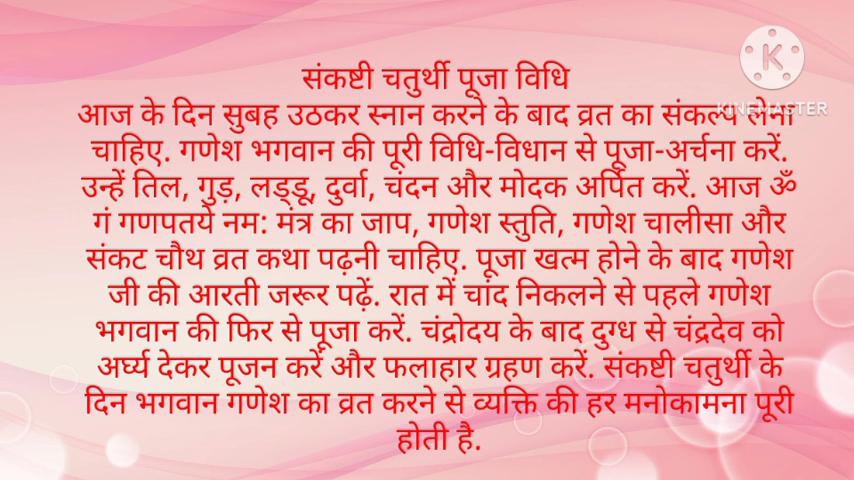 संकष्टी चतुर्थी पूजा विधि
आज के दिन सुबह उठकर स्नान करने के बाद व्रत का संकल्प लेना
चाहिए. गणेश भगवान की पूरी विधि-विधान से पूजा-अर्चना करें.
उन्हें तिल, गुड़, लड्डू, दुर्वा, चंदन और मोदक अर्पित करें. आज ॐ
गं गणपतये नम: मंत्र का जाप, गणेश स्तुति, गणेश चालीसा और
संकट चौथ व्रत कथा पढ़नी चाहिए. पूजा खत्म होने के बाद गणेश
जी की आरती जरूर पढ़ें. रात में चांद निकलने से पहले गणेश
भगवान की फिर से पूजा करें. चंद्रोदय के बाद दुग्ध से चंद्रदेव को
अर्घ्य देकर पूजन करें और फलाहार ग्रहण करें. संकष्टी चतुर्थी के
दिन भगवान गणेश का व्रत करने से व्यक्ति की हर मनोकामना पूरी
होती है.
K
KINEMASTER